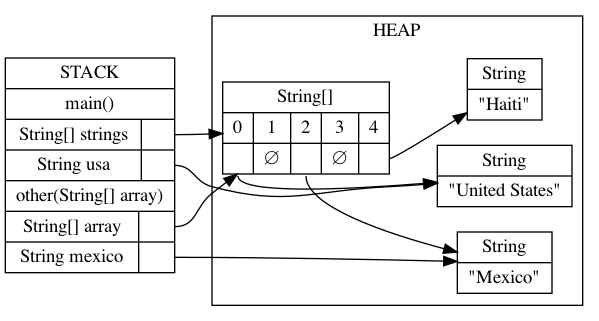 HEAP
STACK
main()
String[] strings
String usa
other(String[] array)
String[] array
String mexico
String[]
0 1 2 3 4
∅ ∅
String
"Haiti"
String
"United States"
String
"Mexico"